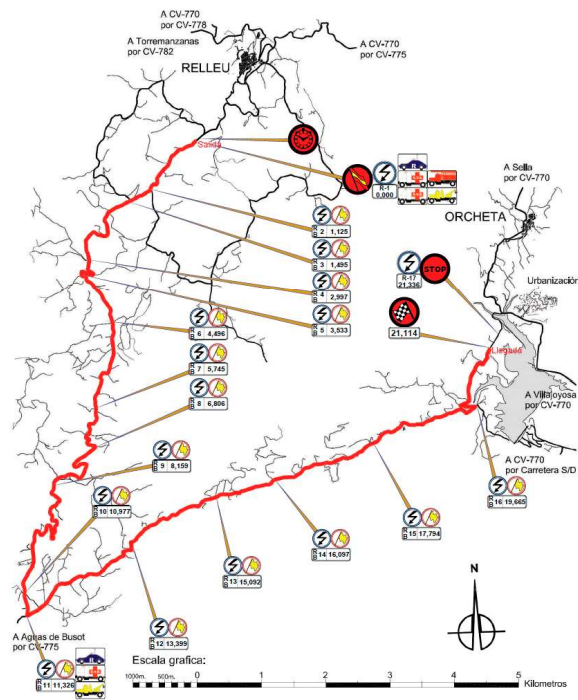 A CV-770
por CV-778
A Torremanzanas
por CV-782
A CV-770
por CV-775
RELLEU
Salida
R
R-1
0,000
A Sella
por CV-770
ORCHETA
2 1,125
3 1,495
4 2,997
5 3,533
R-17
21,336
STOP
Urbanización
21,114
Llegada
6 4,496
7 5,745
8 6,806
A Villajoyosa
por CV-770
9 8,159
A CV-770
por Carretera S/D
10 10,977
16 19,665
15 17,794
14 16,097
13 15,092
N
12 13,399
A Aguas de Busot
por CV-775
R
11 11,326
Escala grafica:
1000m. 500m. 0 1 2 3 4 5
Kilometros